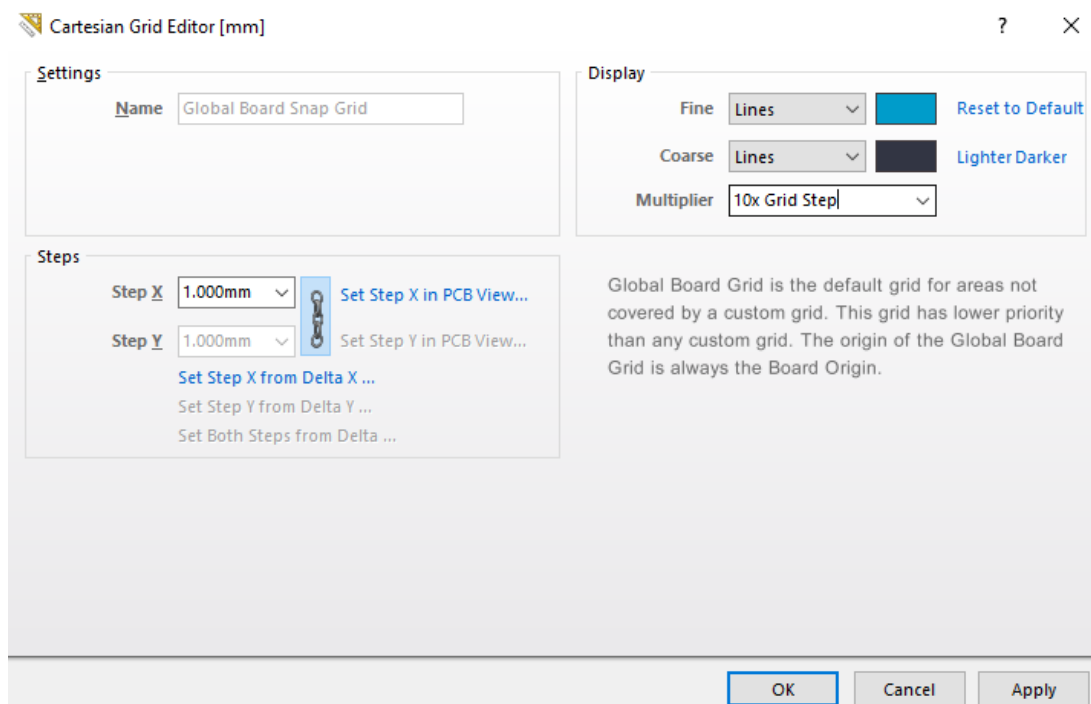 Cartesian Grid Editor [mm]
?
Settings
Name Global Board Snap Grid
Display
Fine Lines Reset to Default
Coarse Lines Lighter Darker
Multiplier 10x Grid Step
Steps
Step X 1.000mm Set Step X in PCB View...
Step Y 1.000mm Set Step Y in PCB View...
Set Step X from Delta X ...
Set Step Y from Delta Y ...
Set Both Steps from Delta ...
Global Board Grid is the default grid for areas not
covered by a custom grid. This grid has lower priority
than any custom grid. The origin of the Global Board
Grid is always the Board Origin.
OK Cancel Apply